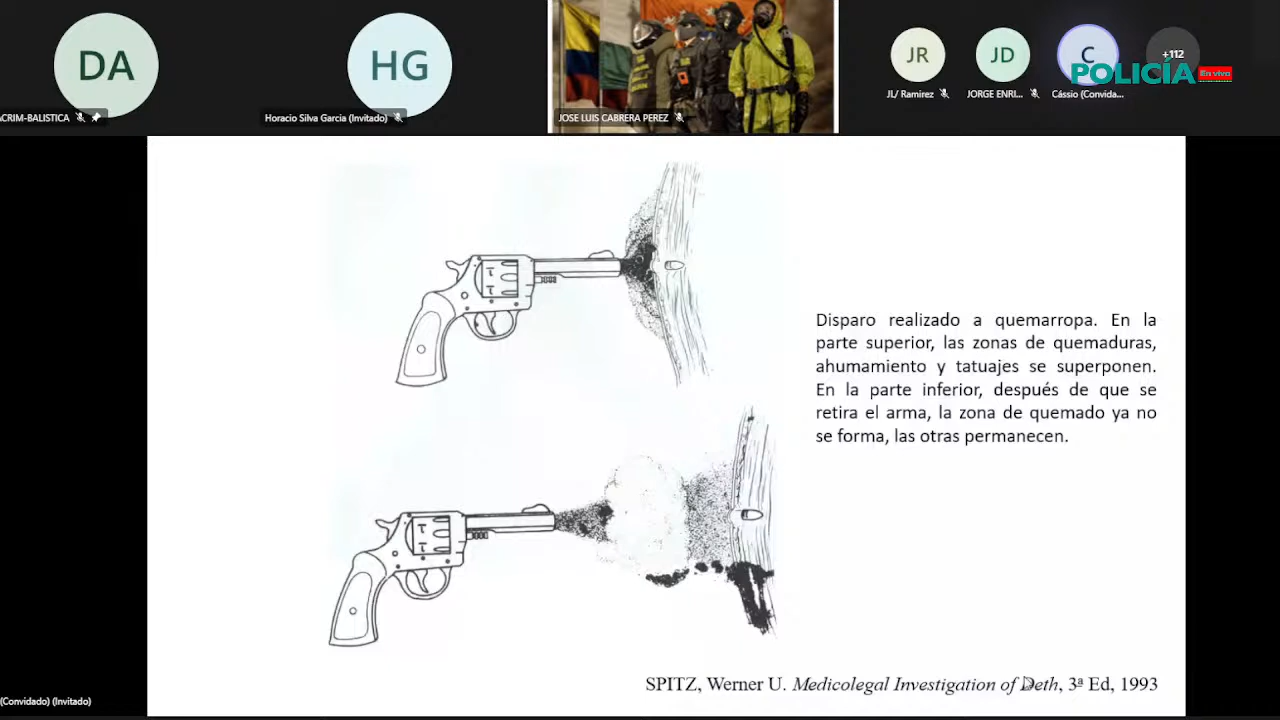 DA
HG
JR
JD
C
+112
POLICÍA En vivo
ACRIM-BALISTICA
Horacio Silva Garcia (Invitado)
JOSE LUIS CABRERA PEREZ
JL/ Ramirez
JORGE ENRI...
Cássio (Convida...
Disparo realizado a quemarropa. En la
parte superior, las zonas de quemaduras,
ahumamiento y tatuajes se superponen.
En la parte inferior, después de que se
retira el arma, la zona de quemado ya no
se forma, las otras permanecen.
SPITZ, Werner U. Medicolegal Investigation of Deth, 3ª Ed, 1993
(Convidado) (Invitado)